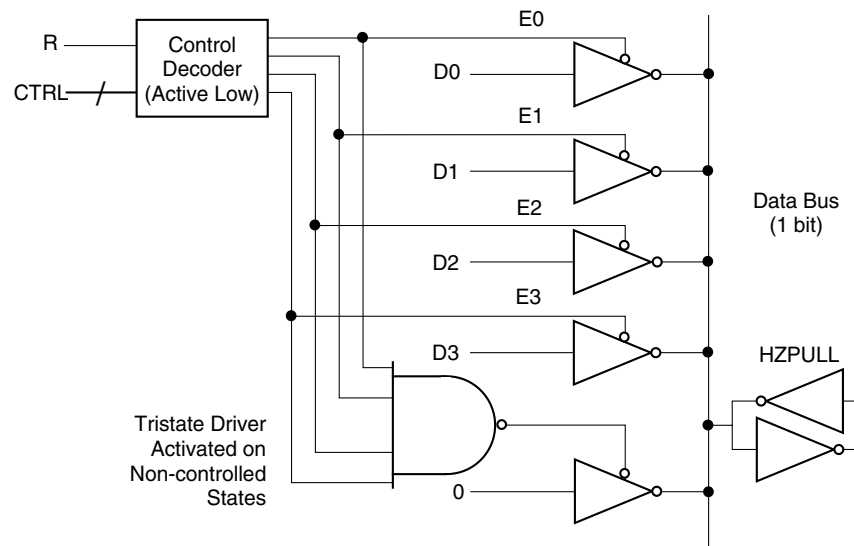 R
CTRL
Control
Decoder
(Active Low)
E0
D0
E1
D1
E2
D2
E3
D3
0
Tristate Driver
Activated on
Non-controlled
States
Data Bus
(1 bit)
HZPULL